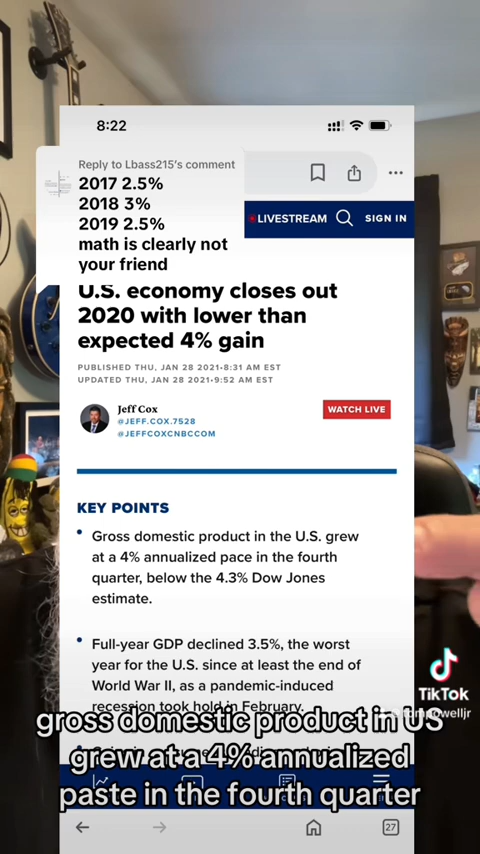 8:22
Reply to Lbass215's comment
2017 2.5%
2018 3%
2019 2.5%
math is clearly not
your friend
LIVESTREAM
SIGN IN
U.S. economy closes out
2020 with lower than
expected 4% gain
PUBLISHED THU, JAN 28 2021•8:31 AM EST
UPDATED THU, JAN 28 2021•9:52 AM EST
Jeff Cox
@JEFF.COX.7528
@JEFFCOXCNBCCOM
WATCH LIVE
KEY POINTS
• Gross domestic product in the U.S. grew
at a 4% annualized pace in the fourth
quarter, below the 4.3% Dow Jones
estimate.
• Full-year GDP declined 3.5%, the worst
year for the U.S. since at least the end of
World War II, as a pandemic-induced
recession took hold in February.
gross domestic product in US
grew at a 4% annualized
paste in the fourth quarter
TikTok
27